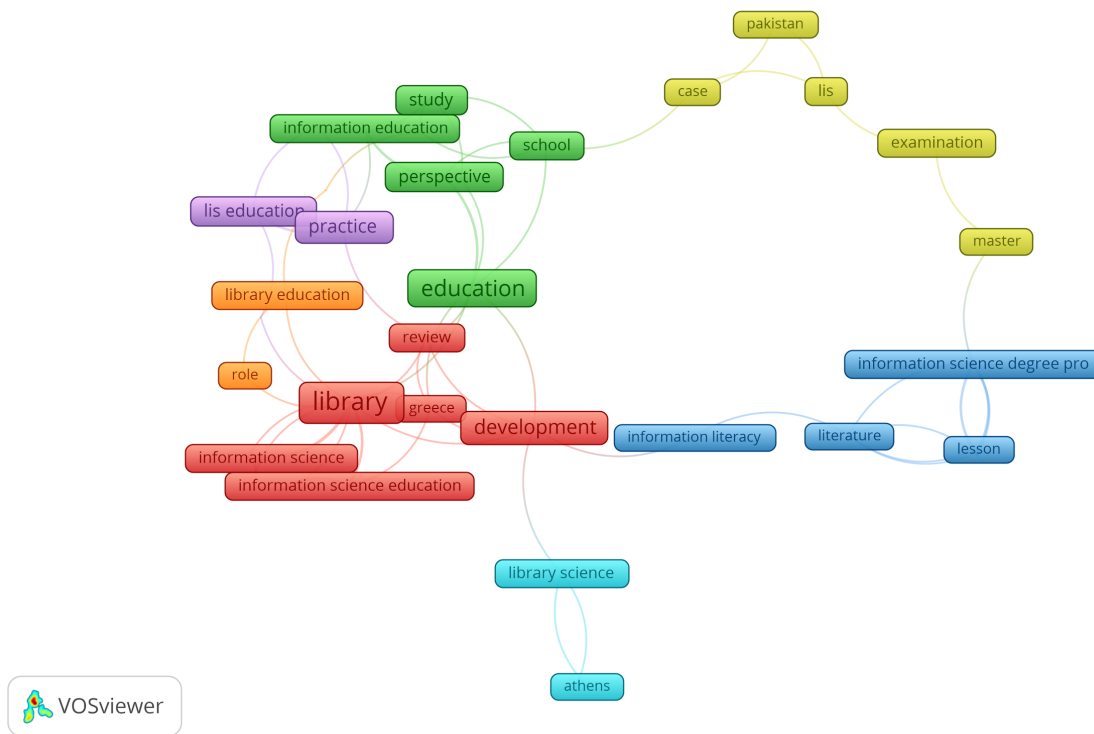 pakistan
case
lis
study
information education
examination
school
perspective
lis education
practice
master
education
library education
review
information science degree pro
role
library
greece
development
information literacy
literature
lesson
information science
information science education
library science
athens
VOSviewer